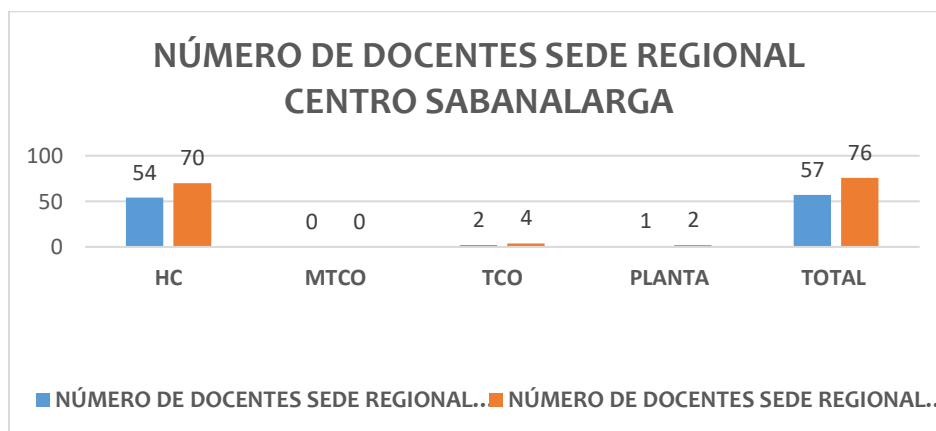 NÚMERO DE DOCENTES SEDE REGIONAL
CENTRO SABANALARGA
100
50
0
54 70
0 0
2 4
1 2
57 76
HC MTCO TCO PLANTA TOTAL
NÚMERO DE DOCENTES SEDE REGIONAL... NÚMERO DE DOCENTES SEDE REGIONAL...